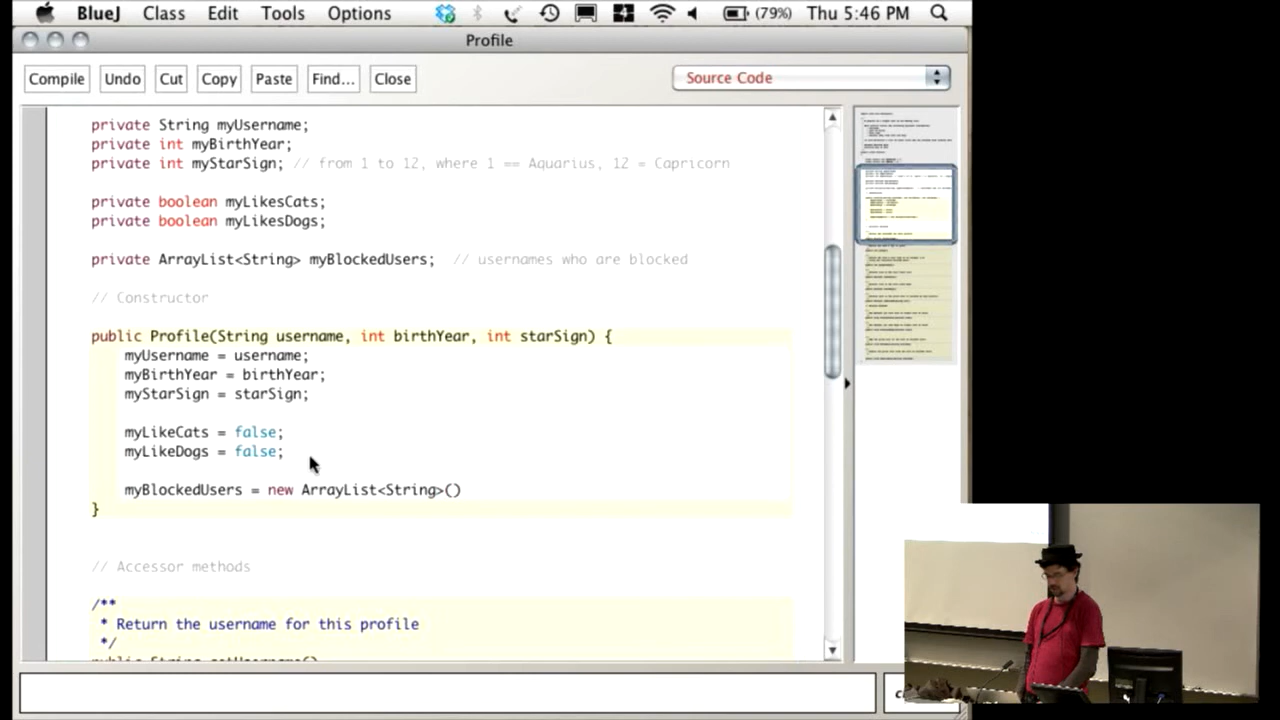 BlueJ Class Edit Tools Options 4 (79%) Thu 5:46 PM
Profile
Compile Undo Cut Copy Paste Find... Close Source Code
private String myUsername;
private int myBirthYear;
private int myStarSign; // from 1 to 12, where 1 == Aquarius, 12 = Capricorn
private boolean myLikesCats;
private boolean myLikesDogs;
private ArrayList<String> myBlockedUsers; // usernames who are blocked
// Constructor
public Profile(String username, int birthYear, int starSign) {
myUsername = username;
myBirthYear = birthYear;
myStarSign = starSign;
myLikeCats = false;
myLikeDogs = false;
myBlockedUsers = new ArrayList<String>()
}
// Accessor methods
/**
* Return the username for this profile
*/
public String getUsername()